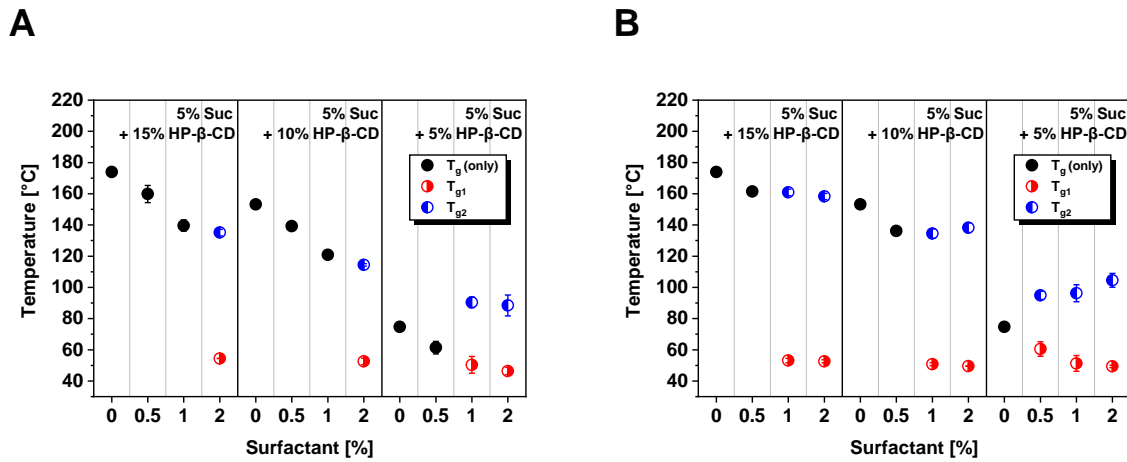 A
B
5% Suc
+ 15% HP-β-CD
5% Suc
+ 10% HP-β-CD
5% Suc
+ 5% HP-β-CD
Tg (only)
Tg1
Tg2
220
200
180
160
140
120
100
80
60
40
Temperature [°C]
0 0.5 1 2 0 0.5 1 2 0 0.5 1 2
Surfactant [%]
5% Suc
+ 15% HP-β-CD
5% Suc
+ 10% HP-β-CD
5% Suc
+ 5% HP-β-CD
Tg (only)
Tg1
Tg2
220
200
180
160
140
120
100
80
60
40
Temperature [°C]
0 0.5 1 2 0 0.5 1 2 0 0.5 1 2
Surfactant [%]